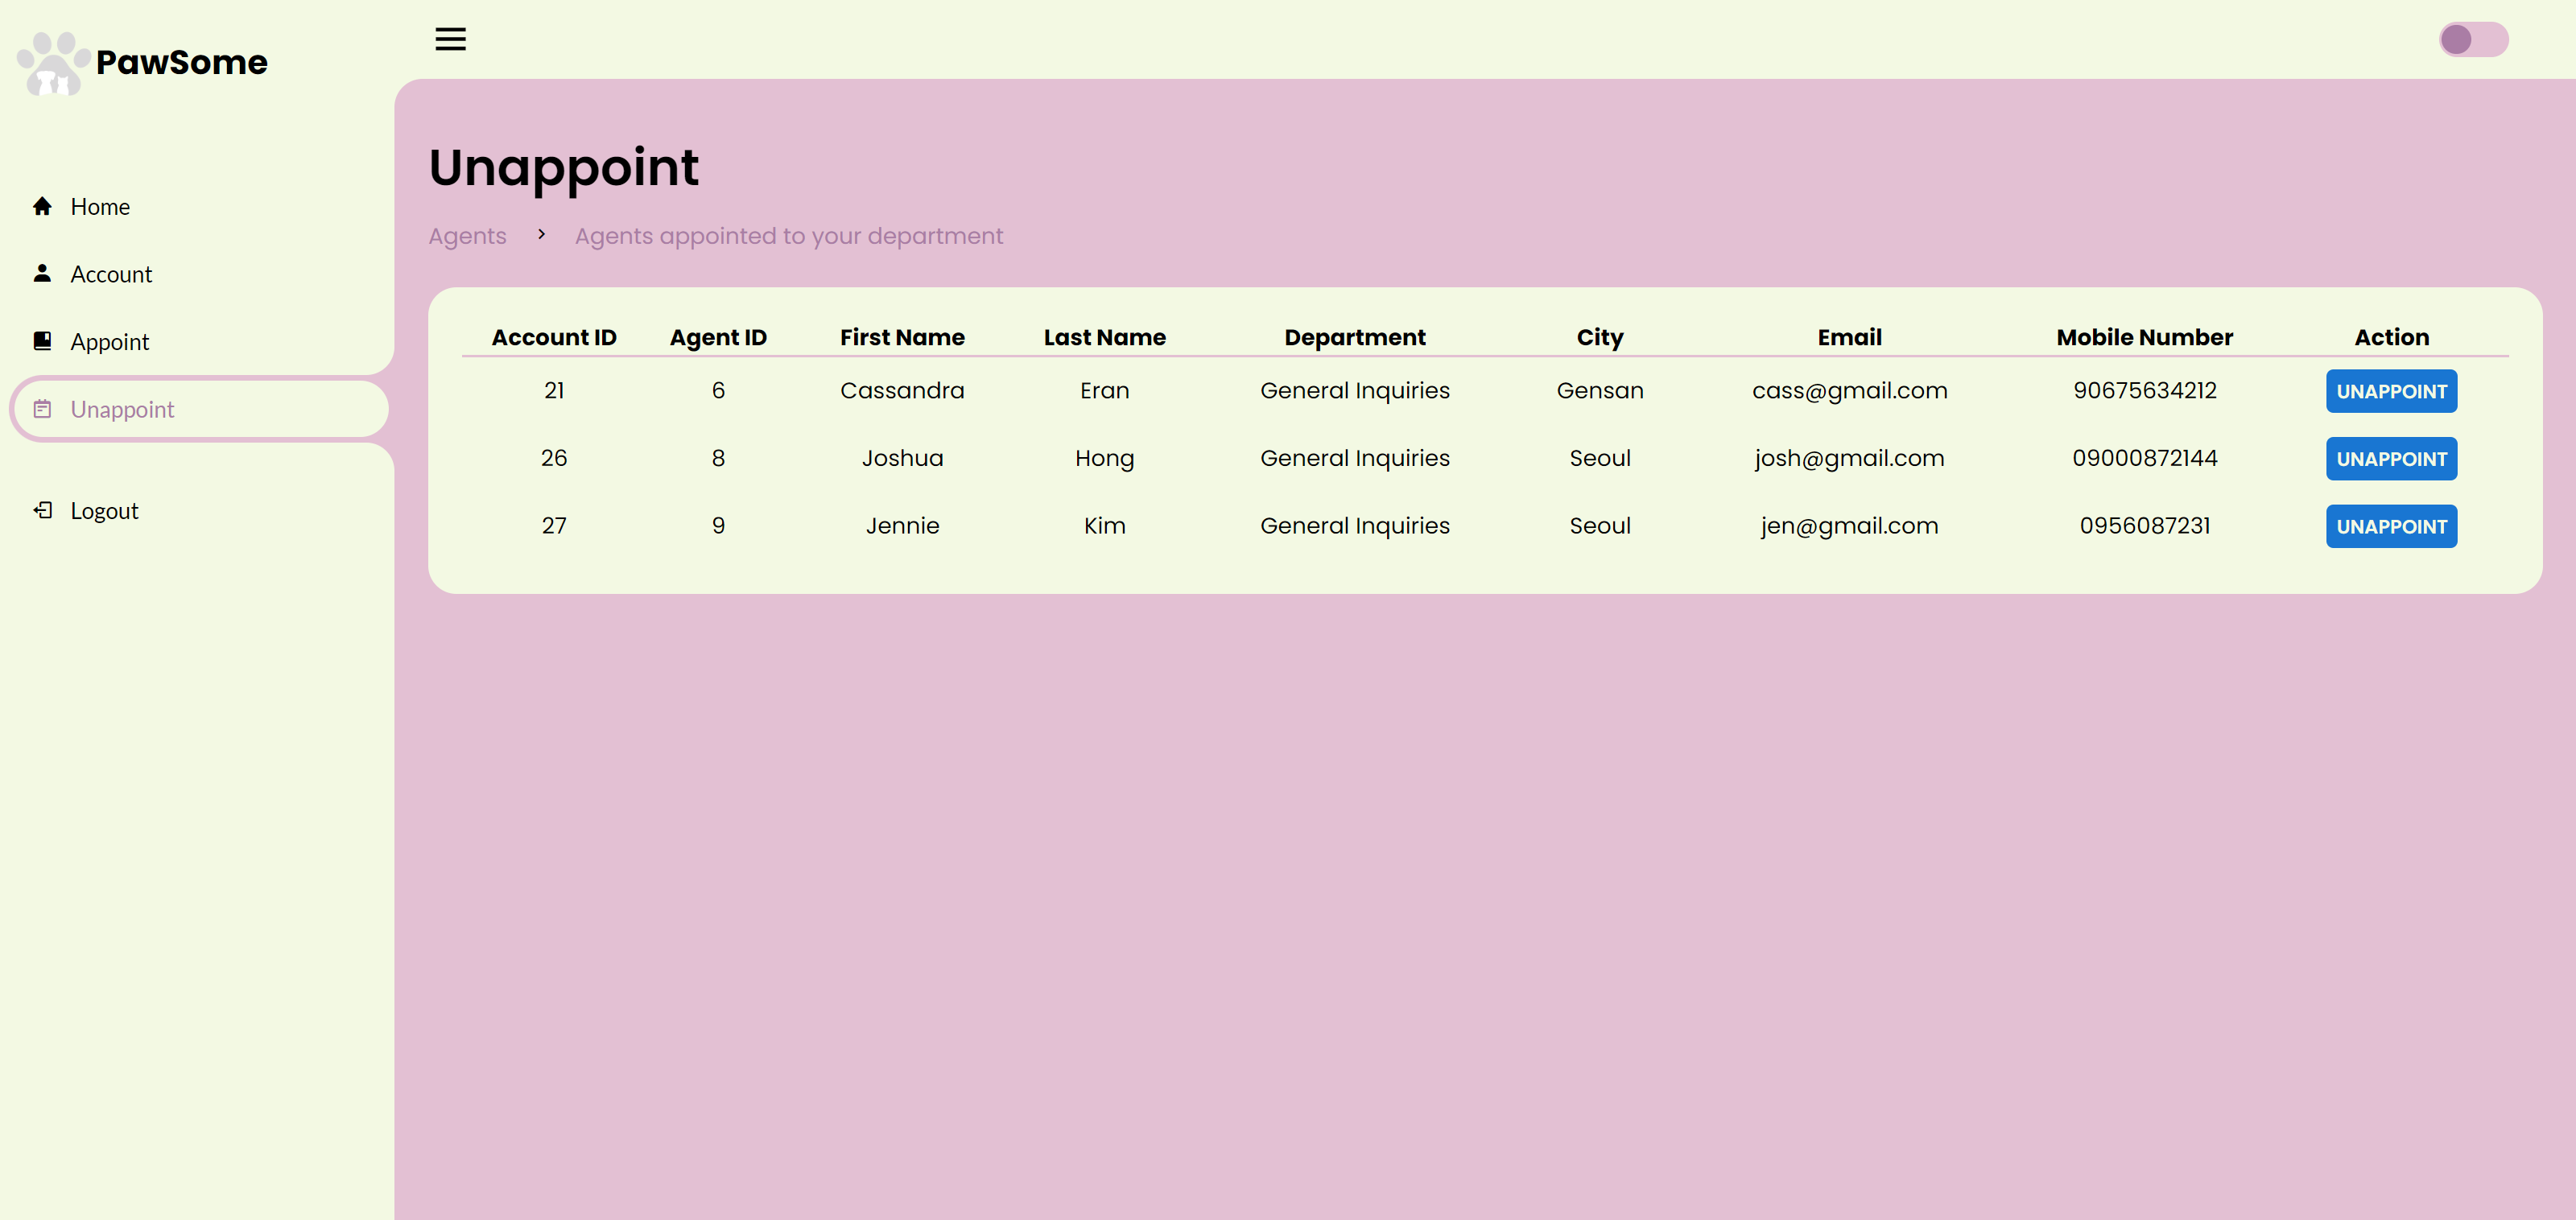 PawSome
Home
Account
Appoint
Unappoint
Logout
Unappoint
Agents > Agents appointed to your department
Account ID Agent ID First Name Last Name Department City Email Mobile Number Action
21 6 Cassandra Eran General Inquiries Gensan cass@gmail.com 90675634212 UNAPPOINT
26 8 Joshua Hong General Inquiries Seoul josh@gmail.com 09000872144 UNAPPOINT
27 9 Jennie Kim General Inquiries Seoul jen@gmail.com 0956087231 UNAPPOINT